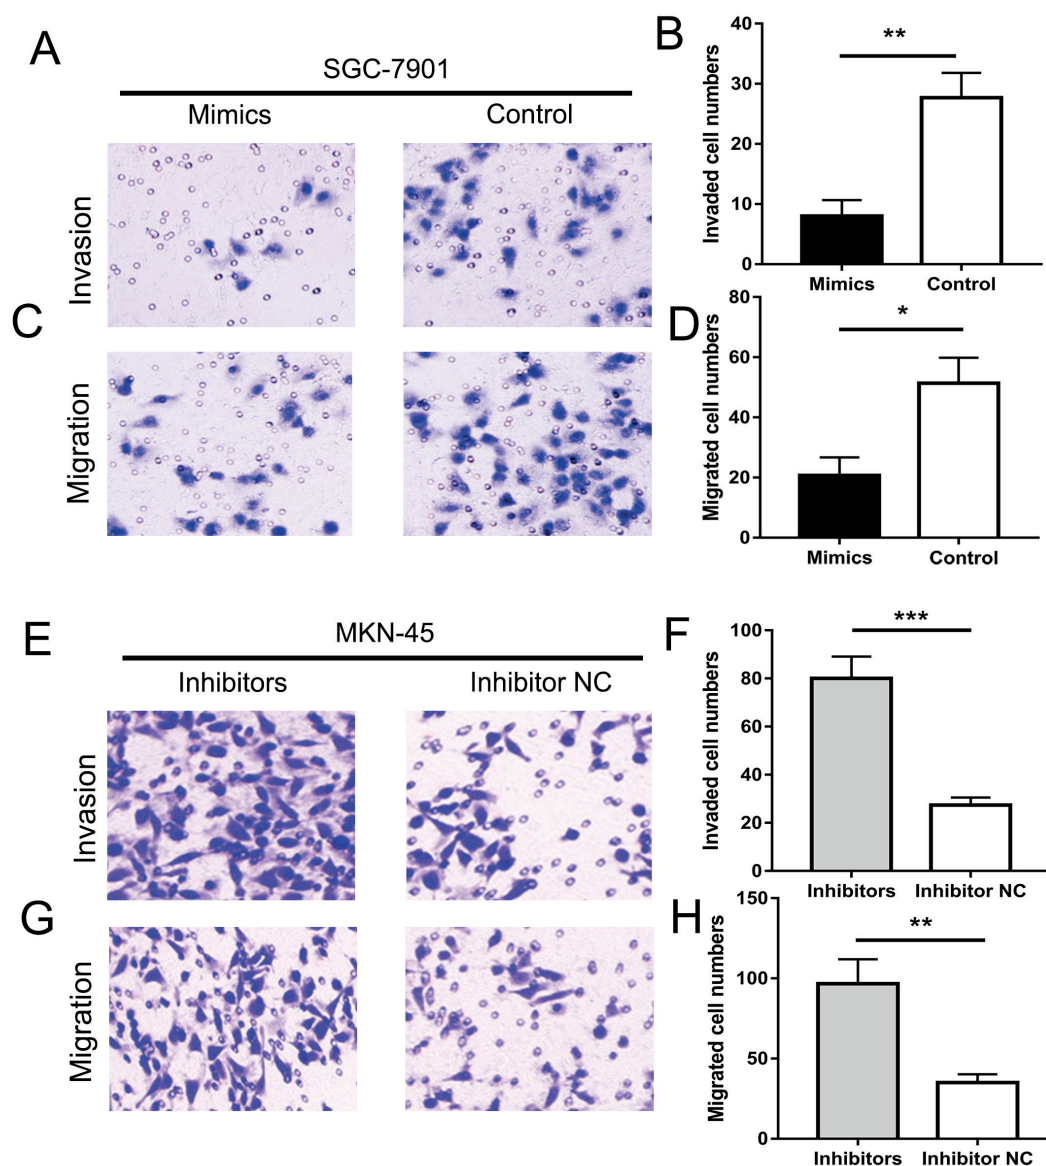 A
SGC-7901
Mimics
Control
Invasion
B
40
30
20
10
0
Invaded cell numbers
**
Mimics
Control
C
Migration
D
80
60
40
20
0
Migrated cell numbers
*
Mimics
Control
E
MKN-45
Inhibitors
Inhibitor NC
Invasion
F
100
80
60
40
20
0
Invaded cell numbers
***
Inhibitors
Inhibitor NC
G
Migration
H
150
100
50
0
Migrated cell numbers
**
Inhibitors
Inhibitor NC